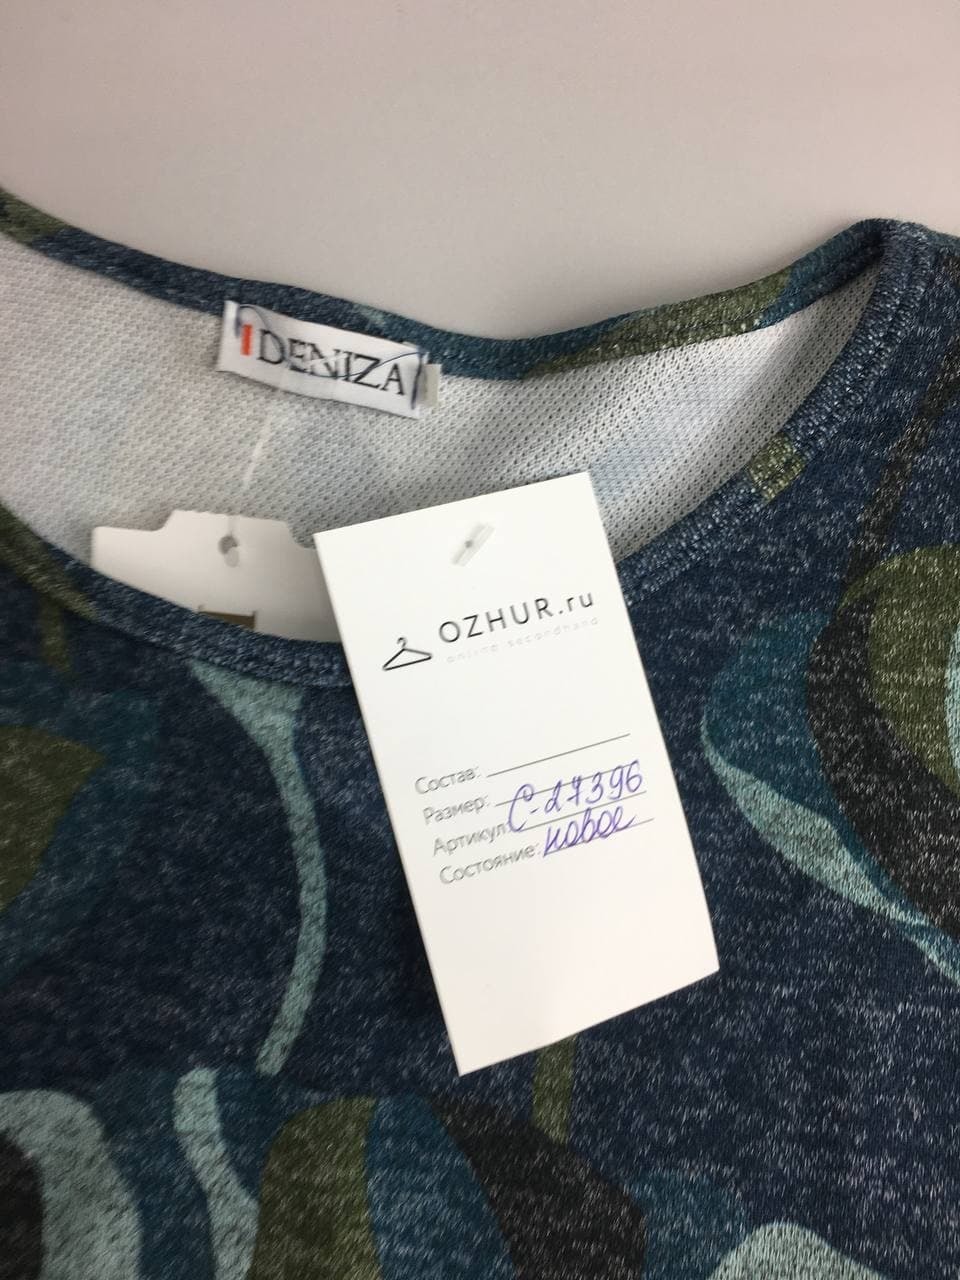 DENIZA
OZHUR.ru
online secondhand
Состав:
Размер:
Артикул: С-27396
Состояние: новое